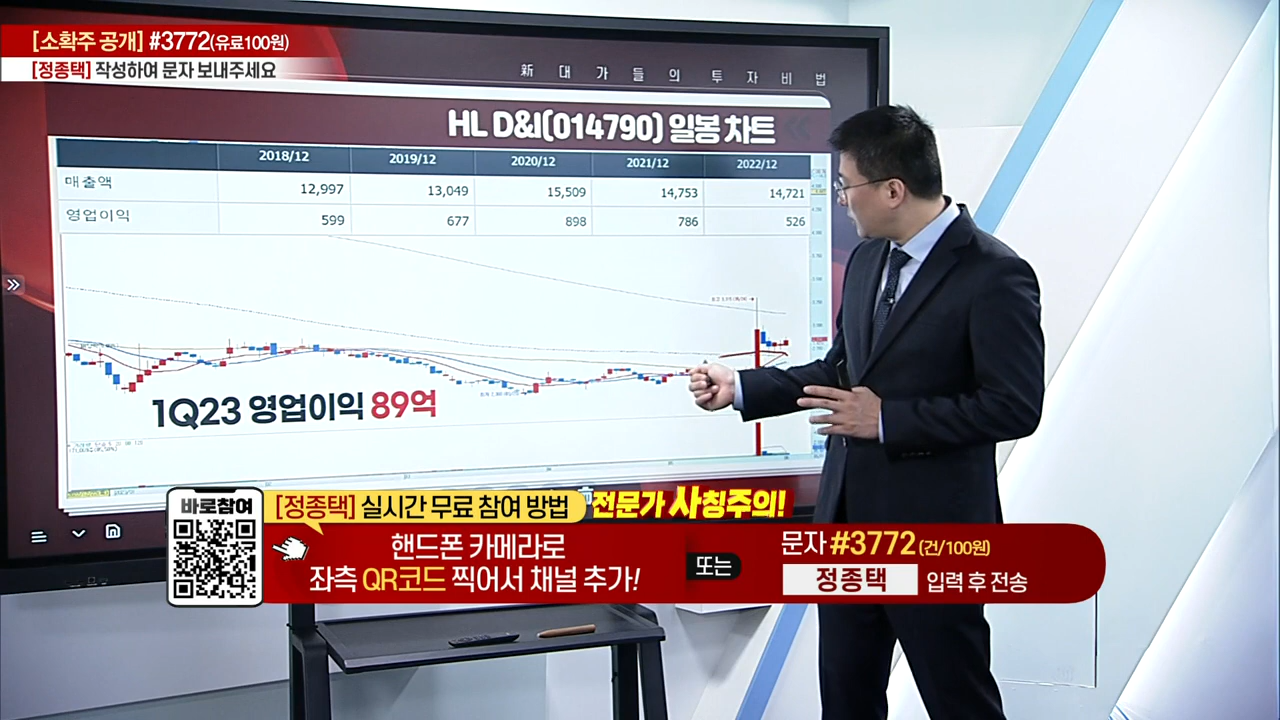 [소확주 공개] #3772(유료100원)
[정종택] 작성하여 문자 보내주세요
新 대 가 들 의 투 자 비 법
HL D&I(014790) 일봉 차트
2018/12 2019/12 2020/12 2021/12 2022/12
매출액 12,997 13,049 15,509 14,753 14,721
영업이익 599 677 898 786 526
1Q23 영업이익 89억
바로참여
[정종택] 실시간 무료 참여 방법
전문가 사칭주의!
핸드폰 카메라로
좌측 QR코드 찍어서 채널 추가!
또는
문자 #3772 (건/100원)
정종택 입력 후 전송